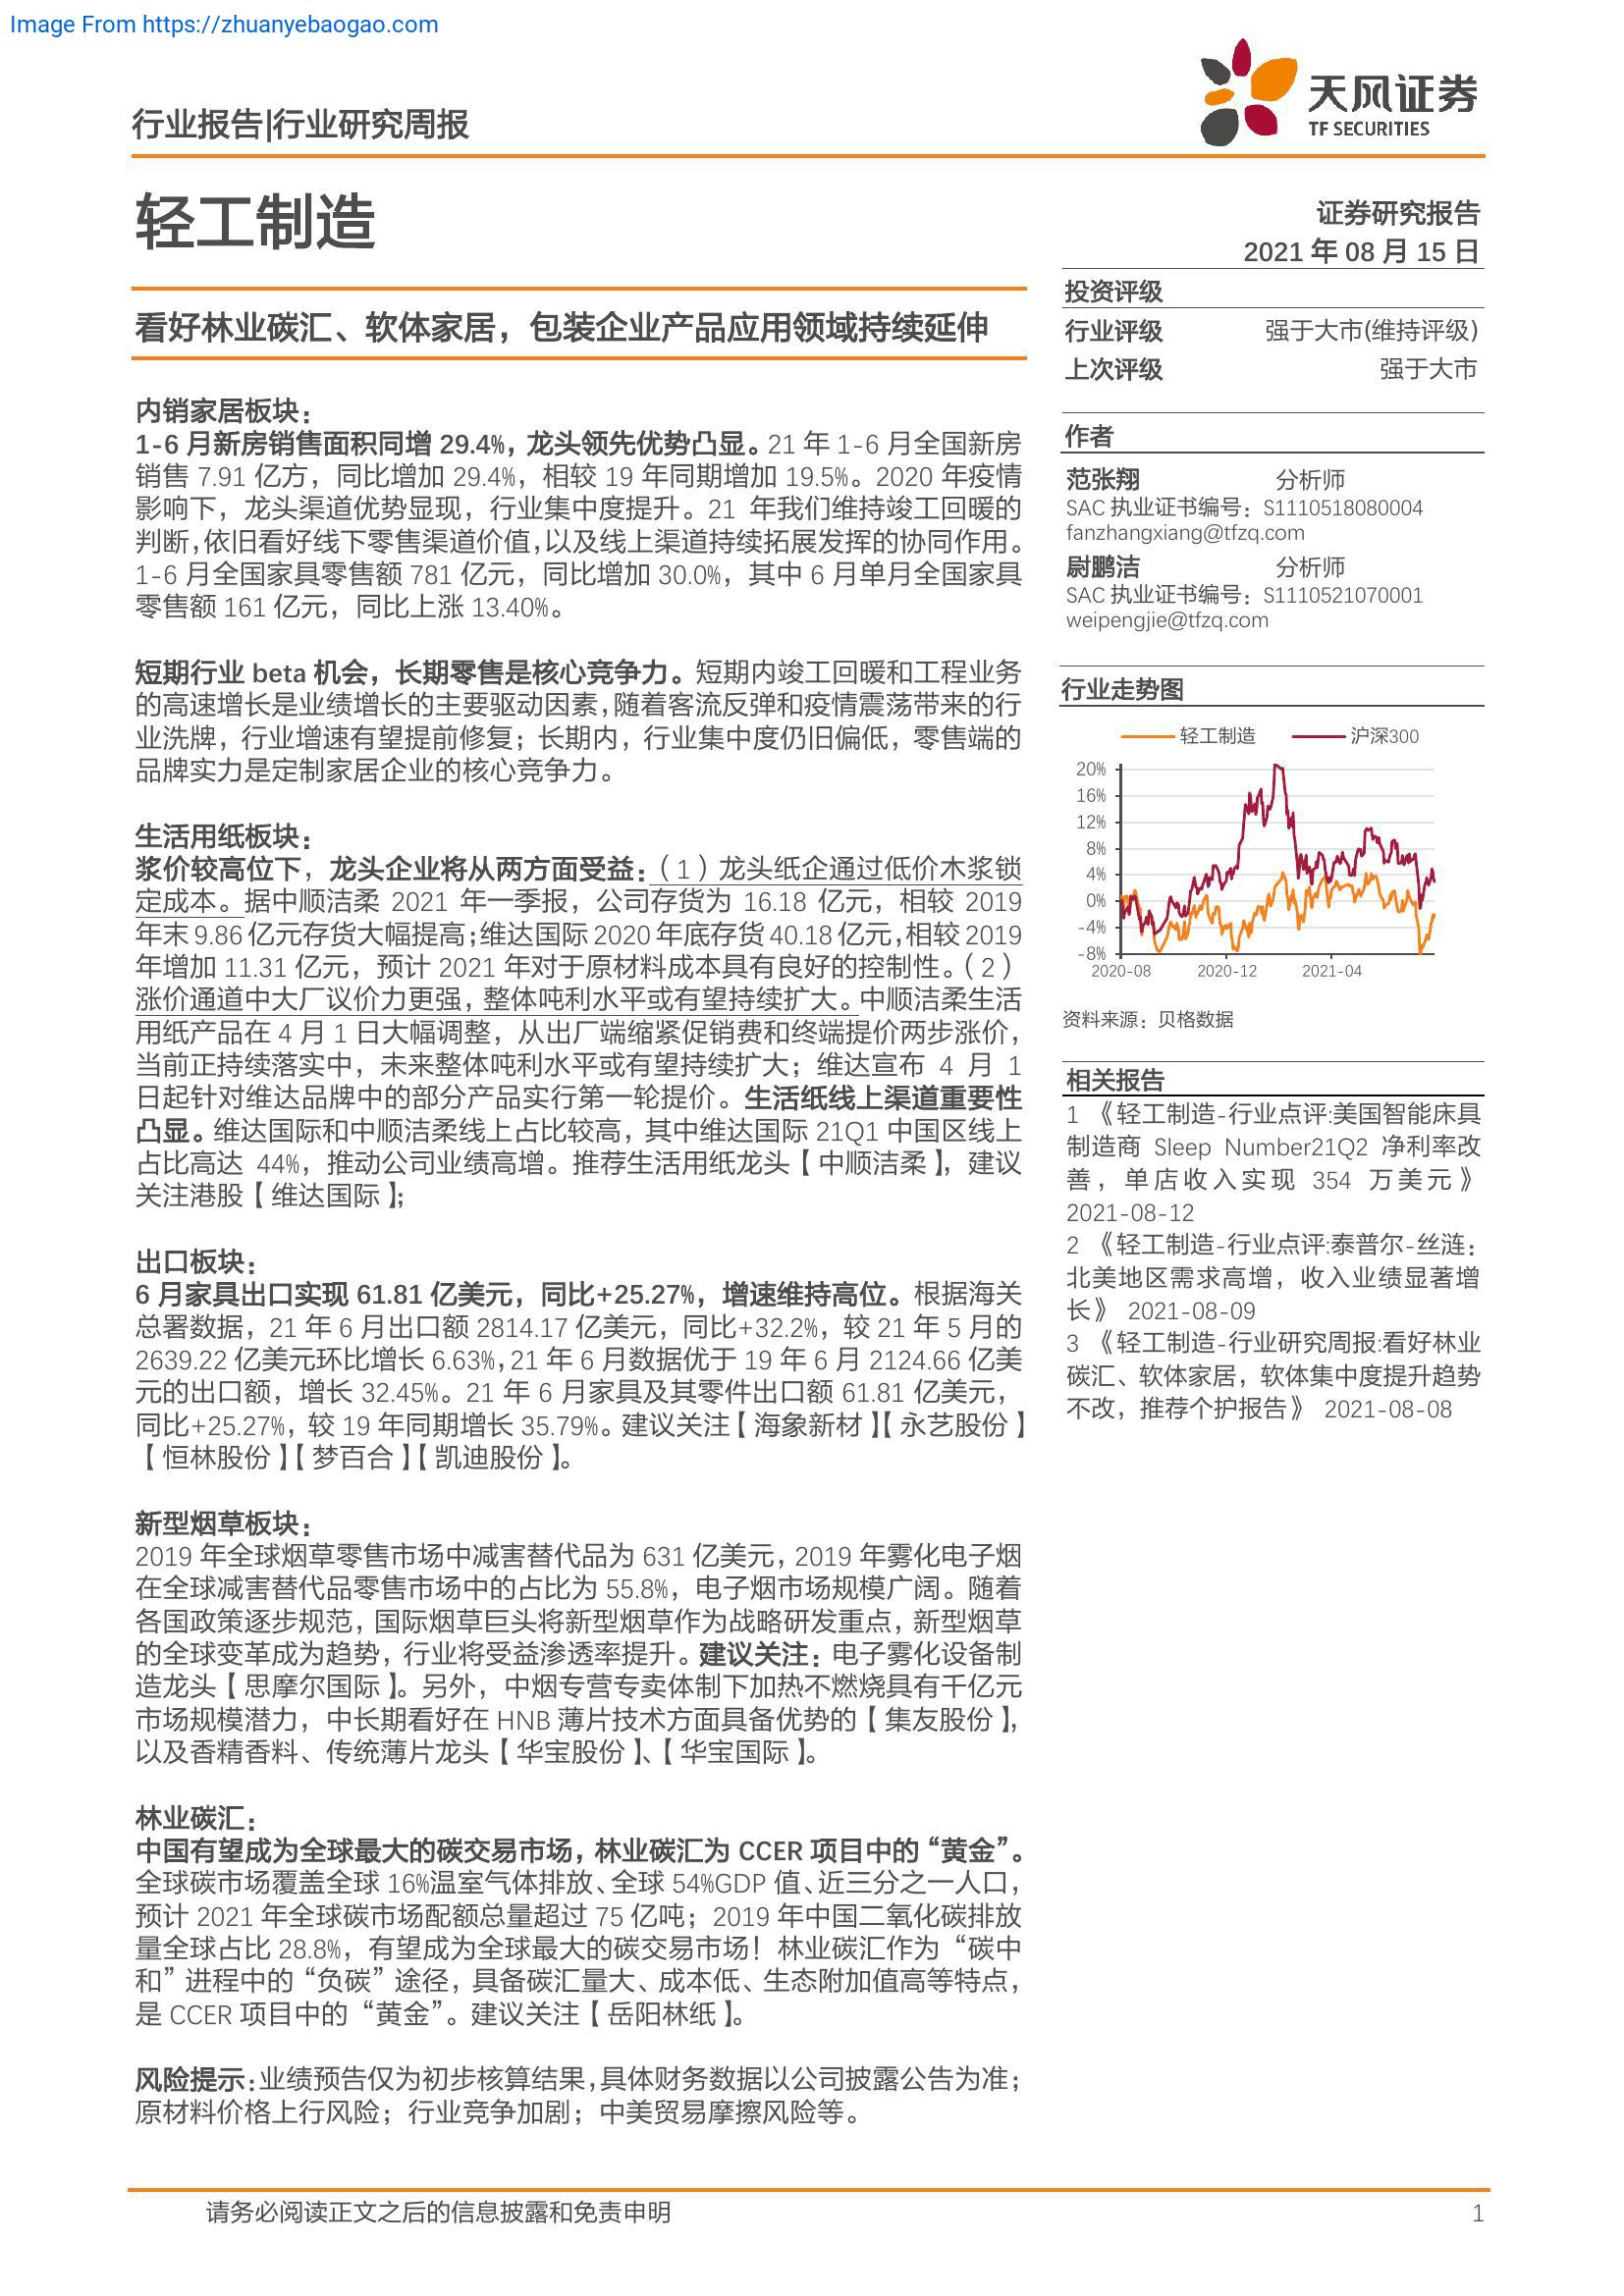 Image From https://zhuanyebaogao.com
行业报告|行业研究周报
天风证券
TF SECURITIES
轻工制造
证券研究报告
2021 年 08 月 15 日
看好林业碳汇、软体家居，包装企业产品应用领域持续延伸
内销家居板块：
1-6 月新房销售面积同增 29.4%，龙头领先优势凸显。21 年 1-6 月全国新房
销售 7.91 亿方，同比增加 29.4%，相较 19 年同期增加 19.5%。2020 年疫情
影响下，龙头渠道优势显现，行业集中度提升。21 年我们维持竣工回暖的
判断，依旧看好线下零售渠道价值，以及线上渠道持续拓展发挥的协同作用。
1-6 月全国家具零售额 781 亿元，同比增加 30.0%，其中 6 月单月全国家具
零售额 161 亿元，同比上涨 13.40%。
短期行业 beta 机会，长期零售是核心竞争力。短期内竣工回暖和工程业务
的高速增长是业绩增长的主要驱动因素，随着客流反弹和疫情震荡带来的行
业洗牌，行业增速有望提前修复；长期内，行业集中度仍旧偏低，零售端的
品牌实力是定制家居企业的核心竞争力。
生活用纸板块：
浆价较高位下，龙头企业将从两方面受益：（1）龙头纸企通过低价木浆锁
定成本。据中顺洁柔 2021 年一季报，公司存货为 16.18 亿元，相较 2019
年末 9.86 亿元存货大幅提高；维达国际 2020 年底存货 40.18 亿元，相较 2019
年增加 11.31 亿元，预计 2021 年对于原材料成本具有良好的控制性。（2）
涨价通道中大厂议价力更强，整体吨利水平或有望持续扩大。中顺洁柔生活
用纸产品在 4 月 1 日大幅调整，从出厂端缩紧促销费和终端提价两步涨价，
当前正持续落实中，未来整体吨利水平或有望持续扩大；维达宣布 4 月 1
日起针对维达品牌中的部分产品实行第一轮提价。生活纸线上渠道重要性
凸显。维达国际和中顺洁柔线上占比较高，其中维达国际 21Q1 中国区线上
占比高达 44%，推动公司业绩高增。推荐生活用纸龙头【中顺洁柔】，建议
关注港股【维达国际】；
出口板块：
6 月家具出口实现 61.81 亿美元，同比+25.27%，增速维持高位。根据海关
总署数据，21 年 6 月出口额 2814.17 亿美元，同比+32.2%，较 21 年 5 月的
2639.22 亿美元环比增长 6.63%，21 年 6 月数据优于 19 年 6 月 2124.66 亿美
元的出口额，增长 32.45%。21 年 6 月家具及其零件出口额 61.81 亿美元，
同比+25.27%，较 19 年同期增长 35.79%。建议关注【海象新材】【永艺股份】
【恒林股份】【梦百合】【凯迪股份】。
新型烟草板块：
2019 年全球烟草零售市场中减害替代品为 631 亿美元，2019 年雾化电子烟
在全球减害替代品零售市场中的占比为 55.8%，电子烟市场规模广阔。随着
各国政策逐步规范，国际烟草巨头将新型烟草作为战略研发重点，新型烟草
的全球变革成为趋势，行业将受益渗透率提升。建议关注：电子雾化设备制
造龙头【思摩尔国际】。另外，中烟专营专卖体制下加热不燃烧具有千亿元
市场规模潜力，中长期看好在 HNB 薄片技术方面具备优势的【集友股份】，
以及香精香料、传统薄片龙头【华宝股份】、【华宝国际】。
林业碳汇：
中国有望成为全球最大的碳交易市场，林业碳汇为 CCER 项目中的“黄金”。
全球碳市场覆盖全球 16%温室气体排放、全球 54%GDP 值、近三分之一人口，
预计 2021 年全球碳市场配额总量超过 75 亿吨；2019 年中国二氧化碳排放
量全球占比 28.8%，有望成为全球最大的碳交易市场！林业碳汇作为“碳中
和”进程中的“负碳”途径，具备碳汇量大、成本低、生态附加值高等特点，
是 CCER 项目中的“黄金”。建议关注【岳阳林纸】。
风险提示：业绩预告仅为初步核算结果，具体财务数据以公司披露公告为准；
原材料价格上行风险；行业竞争加剧；中美贸易摩擦风险等。
投资评级
行业评级 强于大市(维持评级)
上次评级 强于大市
作者
范张翔 分析师
SAC 执业证书编号：S1110518080004
fanzhangxiang@tfzq.com
尉鹏洁 分析师
SAC 执业证书编号：S1110521070001
weipengjie@tfzq.com
行业走势图
轻工制造 沪深300
20%
16%
12%
8%
4%
0%
-4%
-8%
2020-08 2020-12 2021-04
资料来源：贝格数据
相关报告
1 《轻工制造-行业点评:美国智能床具
制造商 Sleep Number21Q2 净利率改
善，单店收入实现 354 万美元》
2021-08-12
2 《轻工制造-行业点评:泰普尔-丝涟：
北美地区需求高增，收入业绩显著增
长》 2021-08-09
3 《轻工制造-行业研究周报:看好林业
碳汇、软体家居，软体集中度提升趋势
不改，推荐个护报告》 2021-08-08
请务必阅读正文之后的信息披露和免责申明 1